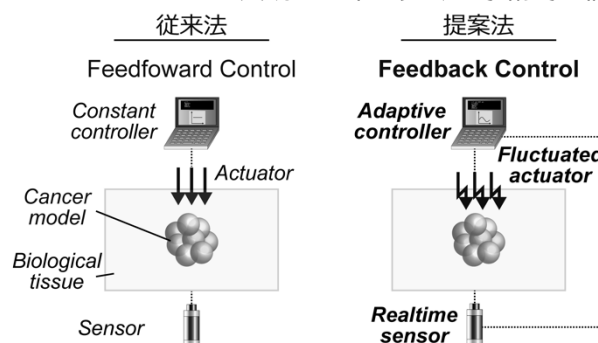 従来法
Feedfoward Control
Constant
controller
Actuator
Cancer
model
Biological
tissue
Sensor
提案法
Feedback Control
Adaptive
controller
Fluctuated
actuator
Realtime
sensor